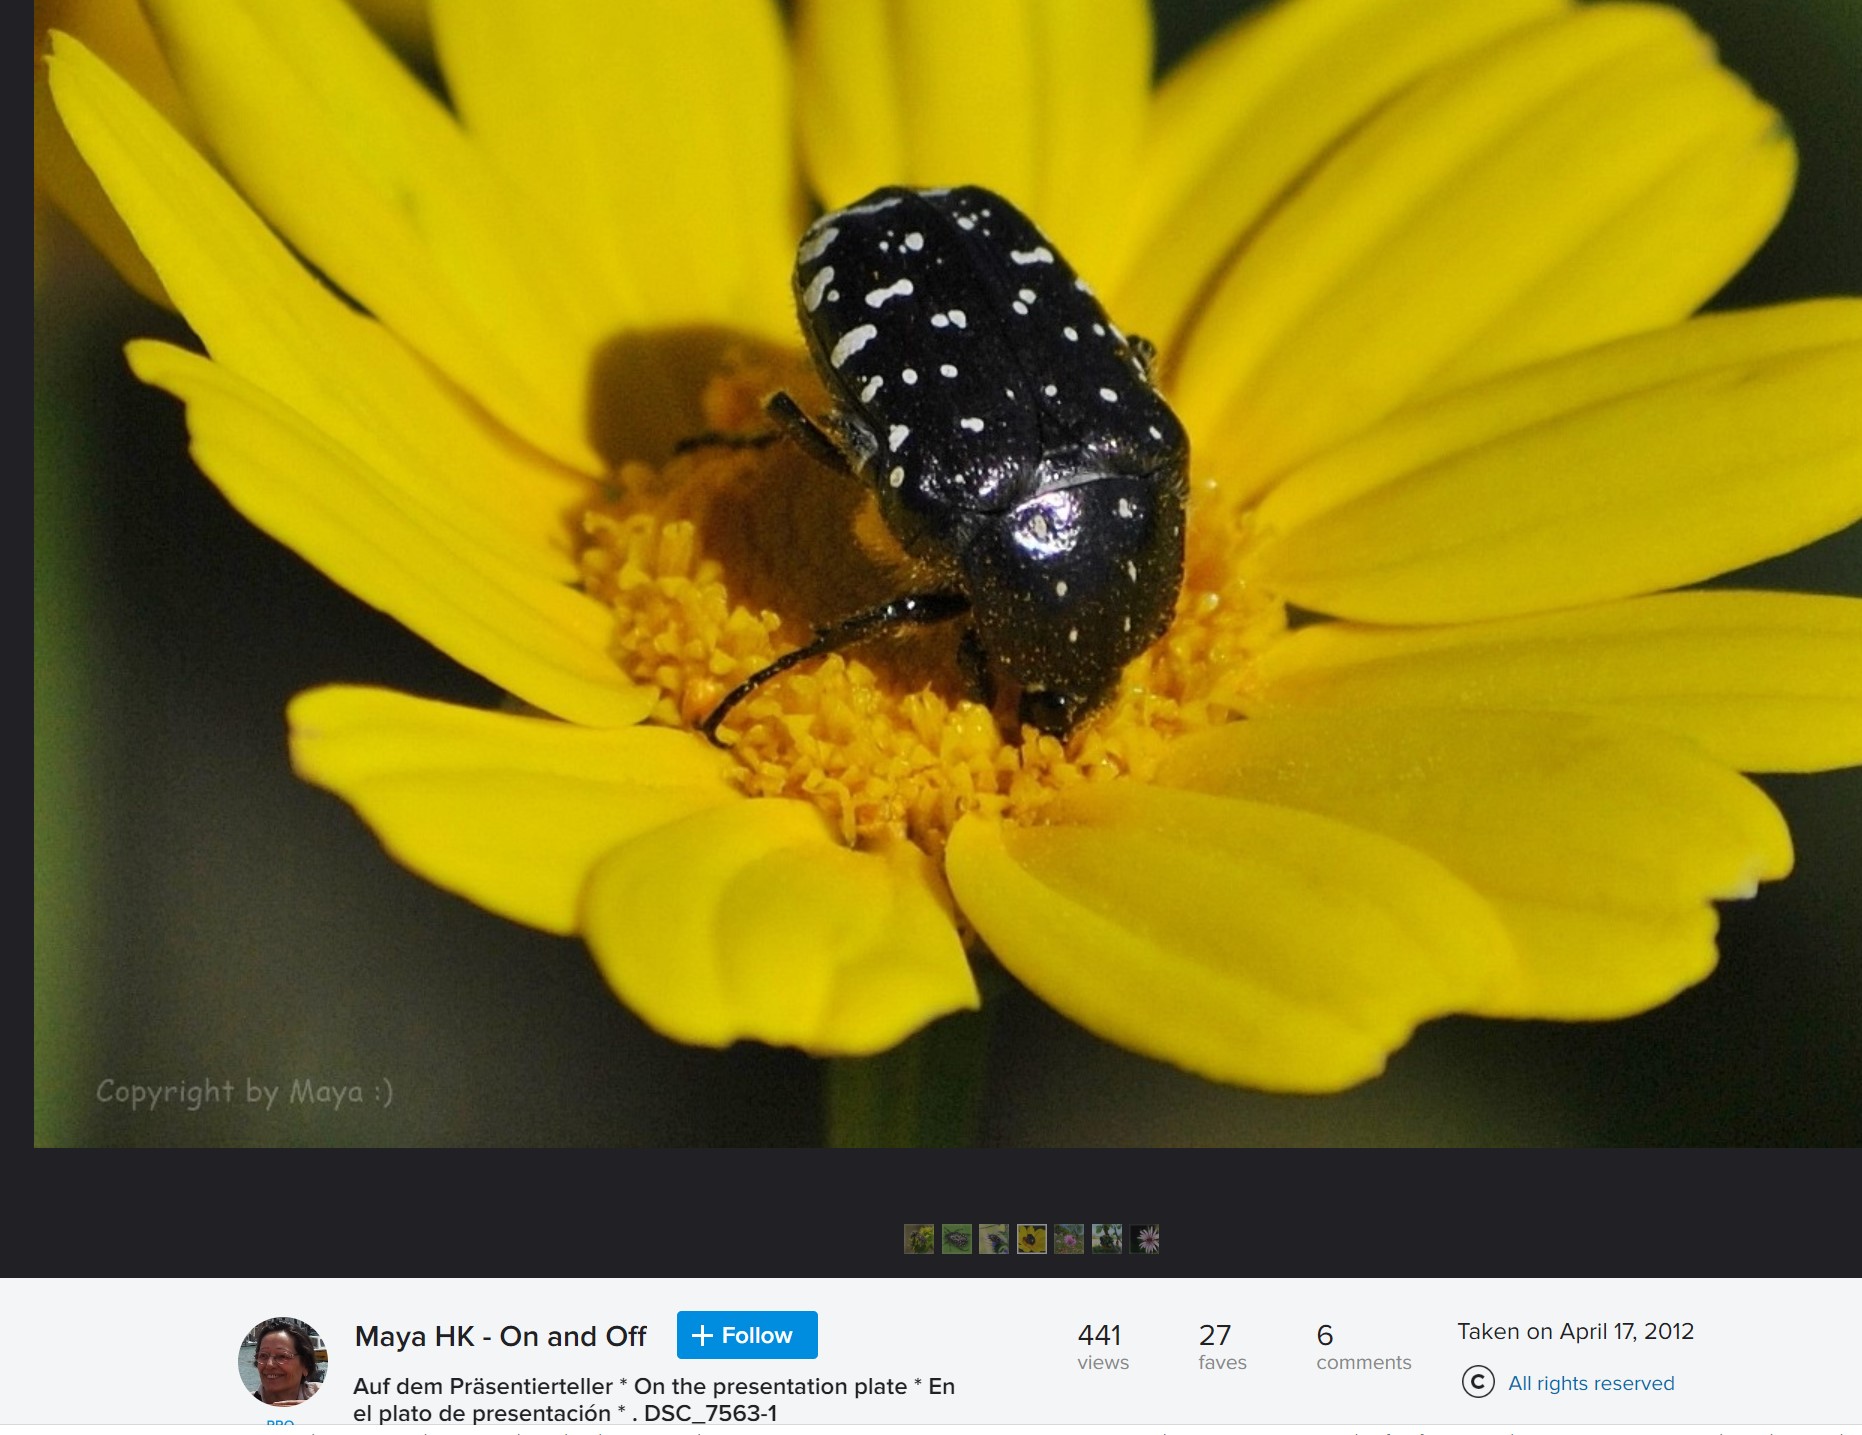 Copyright by Maya :)
Maya HK - On and Off
+ Follow
Auf dem Präsentierteller * On the presentation plate * En
el plato de presentación * . DSC_7563-1
441
views
27
faves
6
comments
Taken on April 17, 2012
© All rights reserved